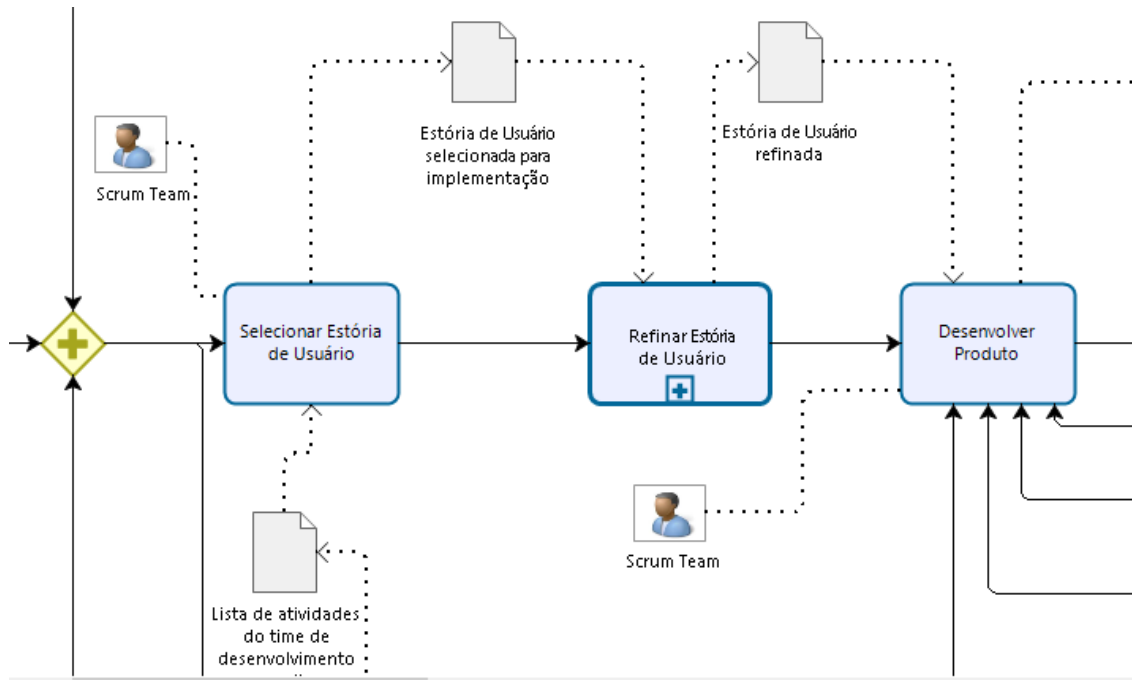 Estória de Usuário
selecionada para
implementação
Estória de Usuário
refinada
Scrum Team
Selecionar Estória
de Usuário
Refinar Estória
de Usuário
Desenvolver
Produto
Scrum Team
Lista de atividades
do time de
desenvolvimento